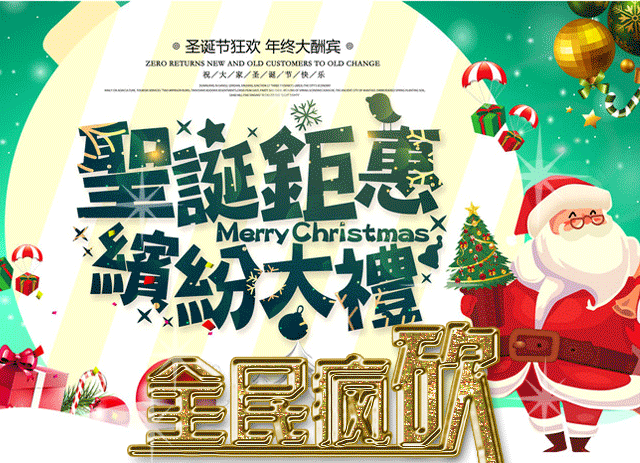 圣诞节狂欢 年终大酬宾
ZERO RETURNS NEW AND OLD CUSTOMERS TO OLD CHANGE
祝/大/家/圣/诞/节/快/乐
聖誕鉅惠
Merry Christmas
繽紛大禮
全民疯砍